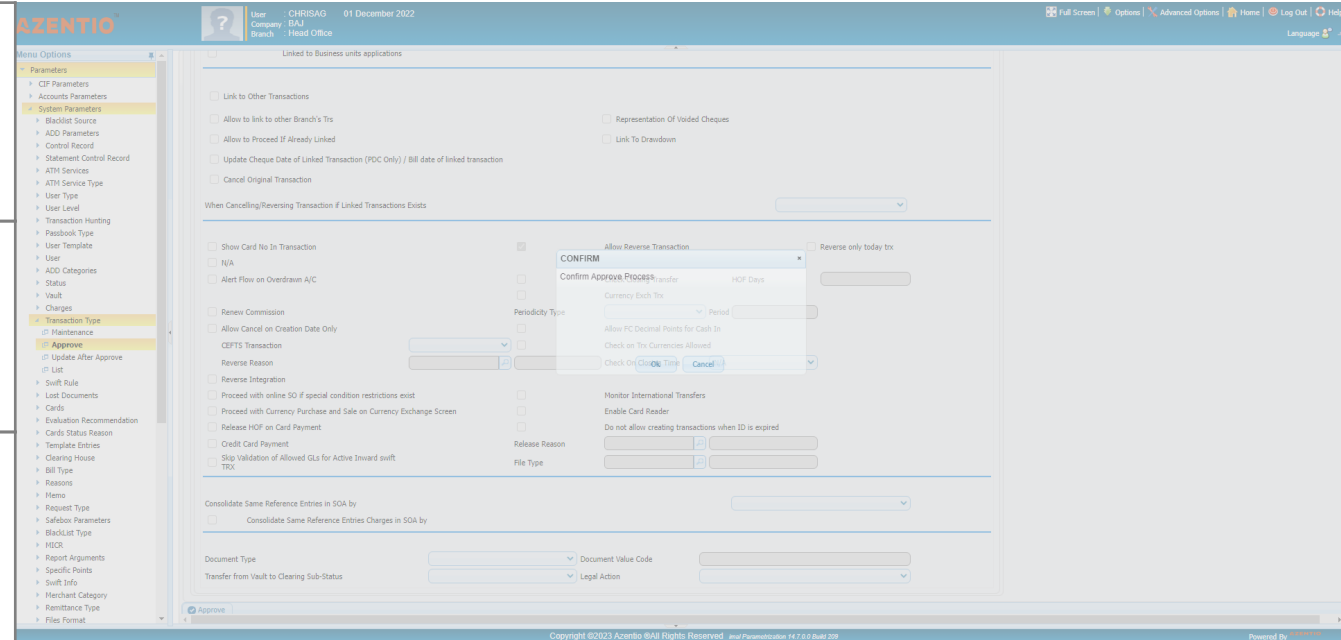 AZENTIO
User : CHRISAG 01 December 2022
Company : BAJ
Branch : Head Office
Full Screen | Options | Advanced Options | Home | Log Out | Help
Language
Menu Options
Parameters
CIF Parameters
Accounts Parameters
System Parameters
Blacklist Source
ADD Parameters
Control Record
Statement Control Record
ATM Services
ATM Service Type
User Type
User Level
Transaction Hunting
Passbook Type
User Template
User
ADD Categories
Status
Vault
Charges
Transaction Type
Maintenance
Approve
Update After Approve
List
Swift Rule
Lost Documents
Cards
Evaluation Recommendation
Cards Status Reason
Template Entries
Clearing House
Bill Type
Reasons
Memo
Request Type
Safebox Parameters
BlackList Type
MICR
Report Arguments
Specific Points
Swift Info
Merchant Category
Remittance Type
Files Format
Linked to Business units applications
Link to Other Transactions
Allow to link to other Branch's Trs Representation Of Voided Cheques
Allow to Proceed If Already Linked Link To Drawdown
Update Cheque Date of Linked Transaction (PDC Only) / Bill date of linked transaction
Cancel Original Transaction
When Cancelling/Reversing Transaction if Linked Transactions Exists
Show Card No In Transaction Allow Reverse Transaction Reverse only today trx
N/A
CONFIRM
Confirm Approve Process
Ok Cancel
Alert Flow on Overdrawn A/C Transfer HOF Days
Currency Exch Trx
Renew Commission Periodicity Type Period
Allow Cancel on Creation Date Only Allow FC Decimal Points for Cash In
CEFTS Transaction Check on Trx Currencies Allowed
Reverse Reason Check On
Reverse Integration
Proceed with online SO if special condition restrictions exist Monitor International Transfers
Proceed with Currency Purchase and Sale on Currency Exchange Screen Enable Card Reader
Release HOF on Card Payment Do not allow creating transactions when ID is expired
Credit Card Payment Release Reason
Skip Validation of Allowed GLs for Active Inward swift
TRX File Type
Consolidate Same Reference Entries in SOA by
Consolidate Same Reference Entries Charges in SOA by
Document Type Document Value Code
Transfer from Vault to Clearing Sub-Status Legal Action
Approve
Copyright ©2023 Azentio ®All Rights Reserved imal Parametrization 14.7.0.0 Build 209
Powered By AZENTIO